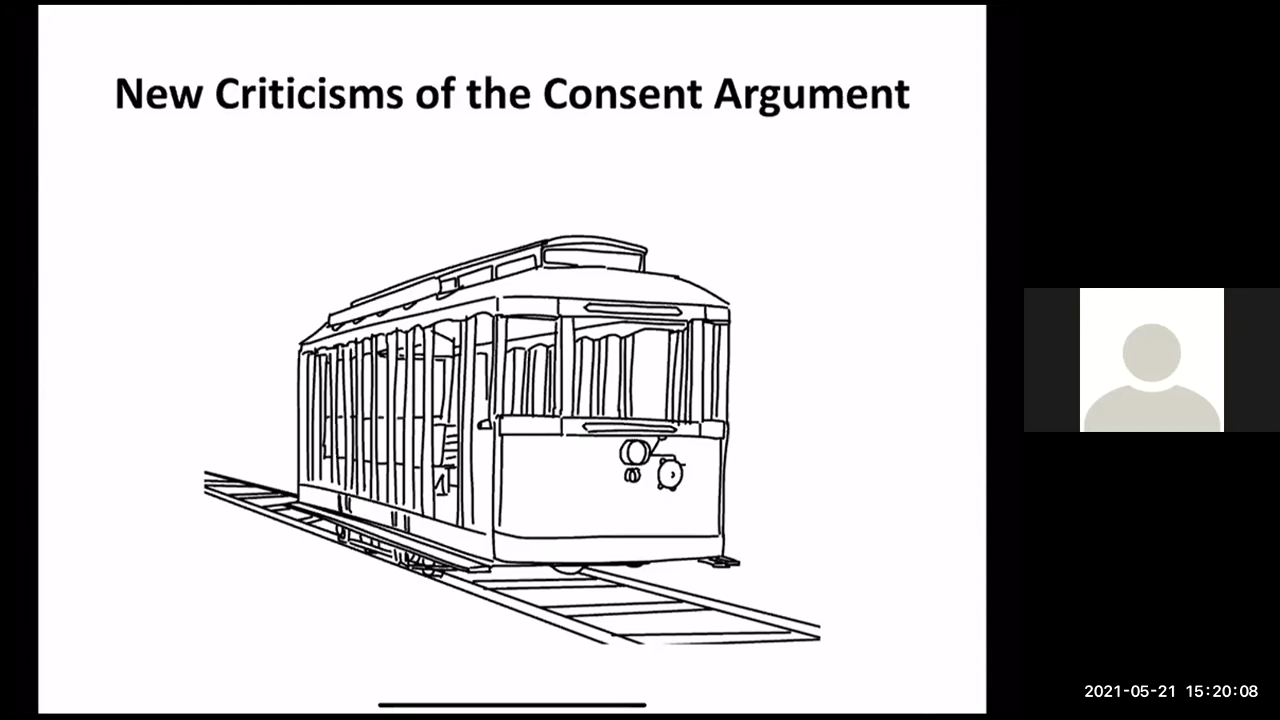 New Criticisms of the Consent Argument
2021-05-21 15:20:08